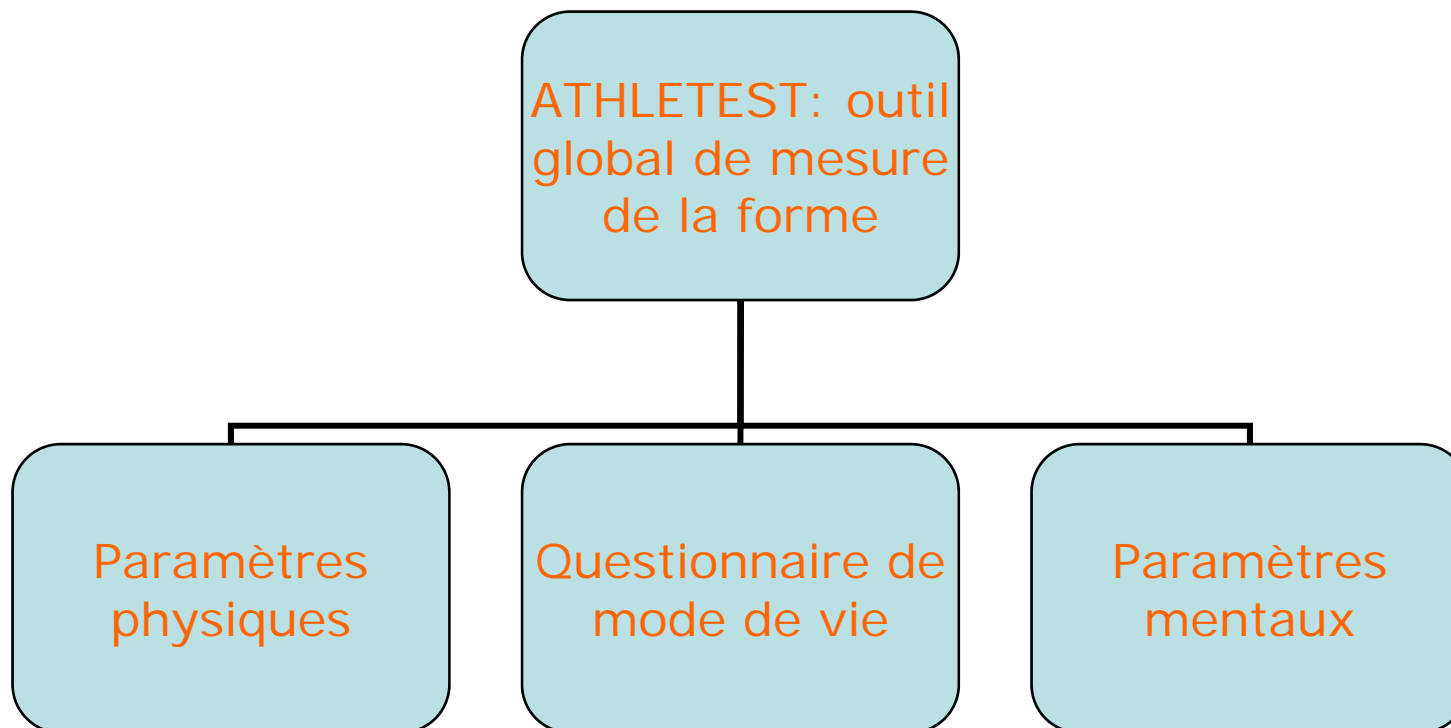 ATHLETEST: outil
global de mesure
de la forme
Paramètres
physiques
Questionnaire de
mode de vie
Paramètres
mentaux